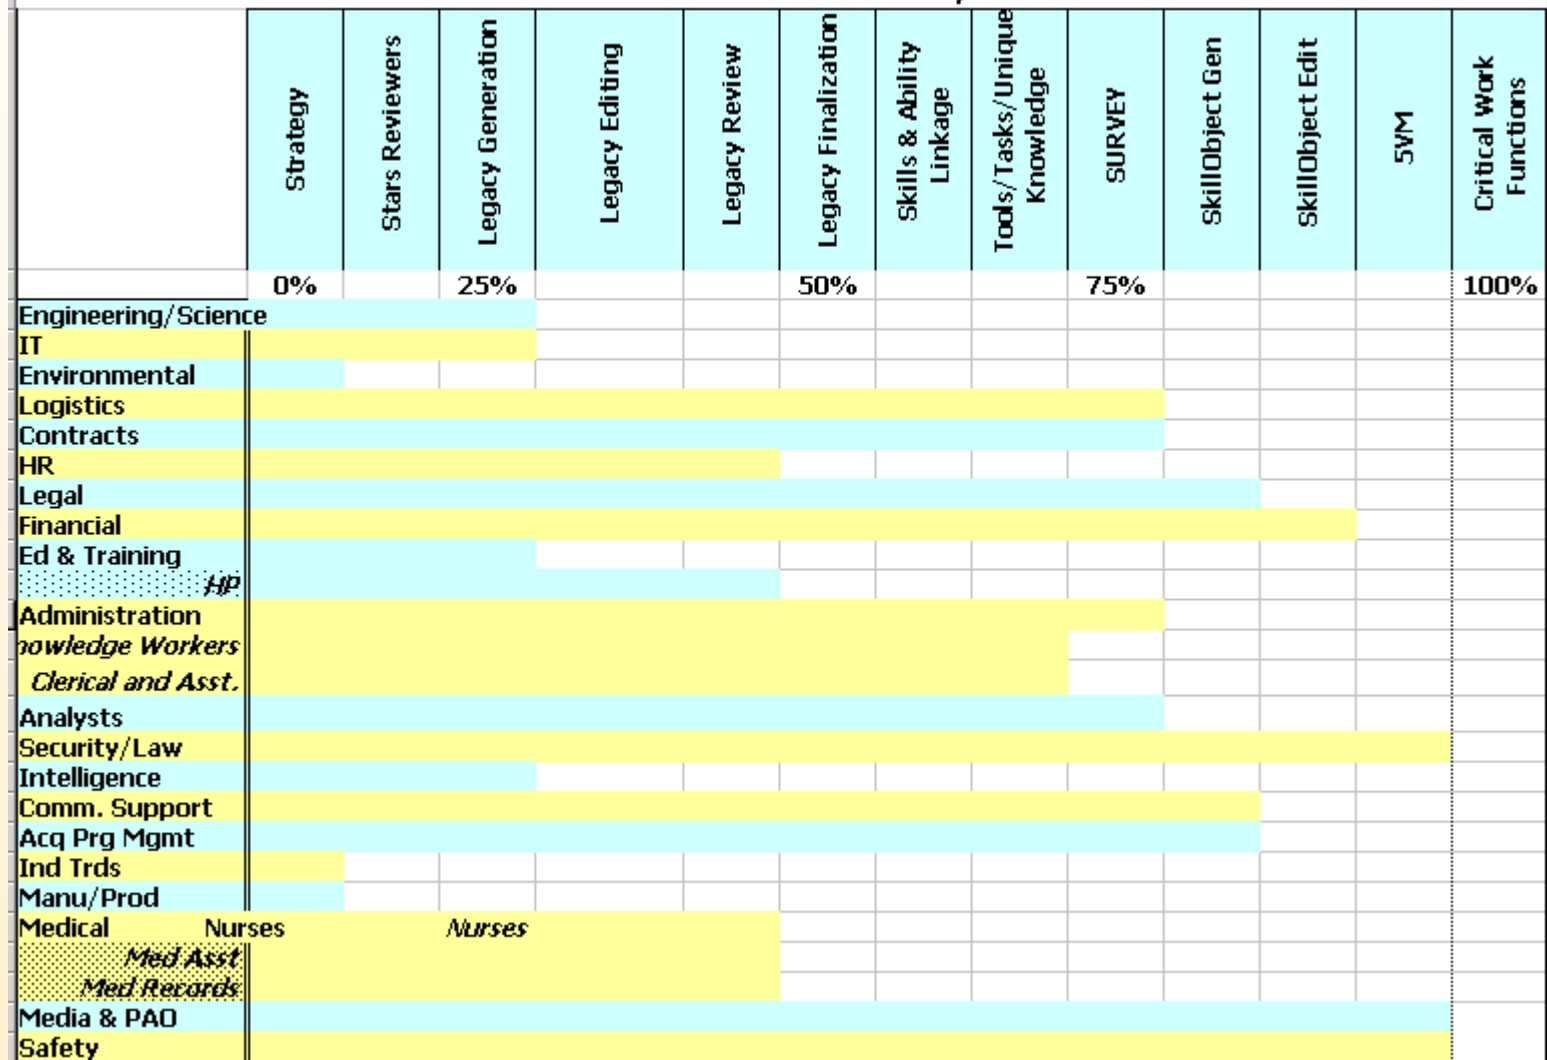 Strategy
Stars Reviewers
Legacy Generation
Legacy Editing
Legacy Review
Legacy Finalization
Skills & Ability
Linkage
Tools/Tasks/Unique
Knowledge
SURVEY
SkillObject Gen
SkillObject Edit
5VM
Critical Work
Functions
0% 25% 50% 75% 100%
Engineering/Science
IT
Environmental
Logistics
Contracts
HR
Legal
Financial
Ed & Training
HP
Administration
nowledge Workers
Clerical and Asst.
Analysts
Security/Law
Intelligence
Comm. Support
Acq Prg Mgmt
Ind Trds
Manu/Prod
Medical Nurses Nurses
Med Asst
Med Records
Media & PAO
Safety